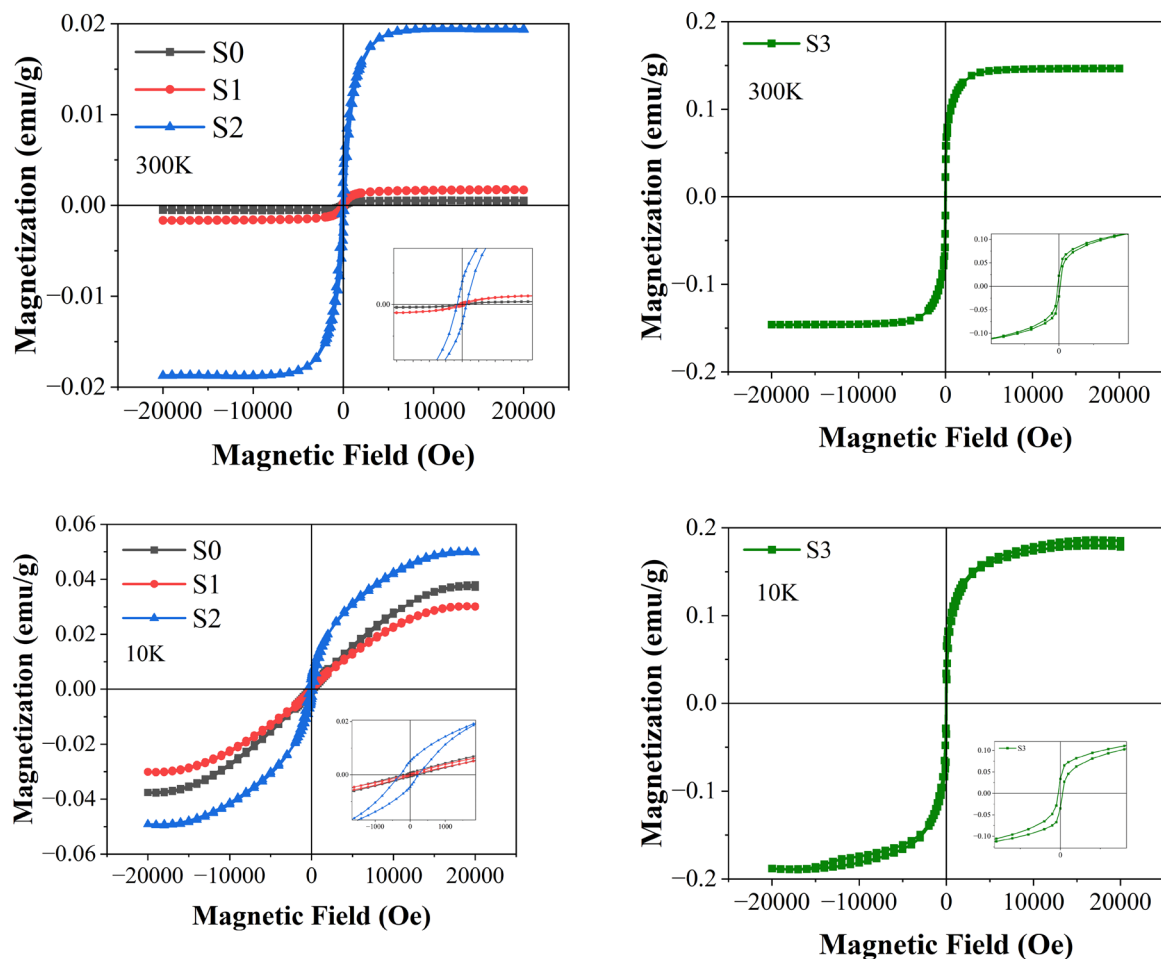 0.02
0.01
0.00
−0.01
−0.02
Magnetization (emu/g)
S0
S1
S2
300K
0.00
−20000 −10000 0 10000 20000
Magnetic Field (Oe)
0.2
0.1
0.0
−0.1
−0.2
Magnetization (emu/g)
S3
300K
0.10
0.05
0.00
−0.05
−0.10
0
−20000 −10000 0 10000 20000
Magnetic Field (Oe)
0.06
0.04
0.02
0.00
−0.02
−0.04
−0.06
Magnetization (emu/g)
S0
S1
S2
10K
0.02
0.00
−1000 0 1000
−20000 −10000 0 10000 20000
Magnetic Field (Oe)
0.2
0.1
0.0
−0.1
−0.2
Magnetization (emu/g)
S3
10K
S3
0.10
0.05
0.00
−0.05
−0.10
0
−20000 −10000 0 10000 20000
Magnetic Field (Oe)